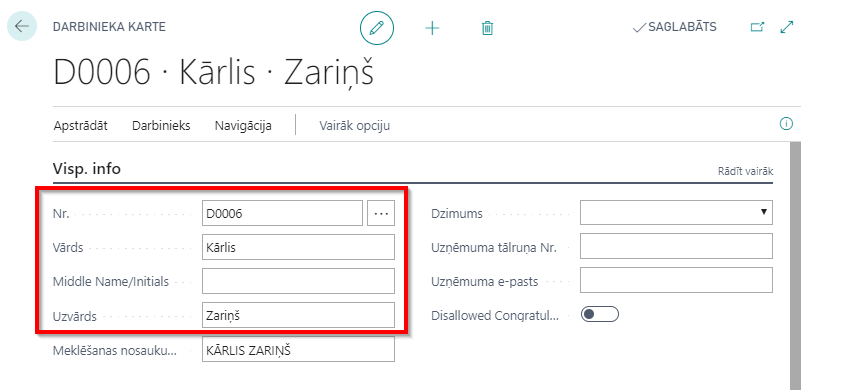 DARBINIEKA KARTE
SAGLABĀTS
D0006 · Kārlis · Zariņš
Apstrādāt Darbinieks Navigācija Vairāk opciju
Visp. info
Rādīt vairāk
Nr. D0006
Vārds Kārlis
Middle Name/Initials
Uzvārds Zariņš
Meklēšanas nosauku... KĀRLIS ZARIŅŠ
Dzimums
Uzņēmuma tālruņa Nr.
Uzņēmuma e-pasts
Disallowed Congratul...